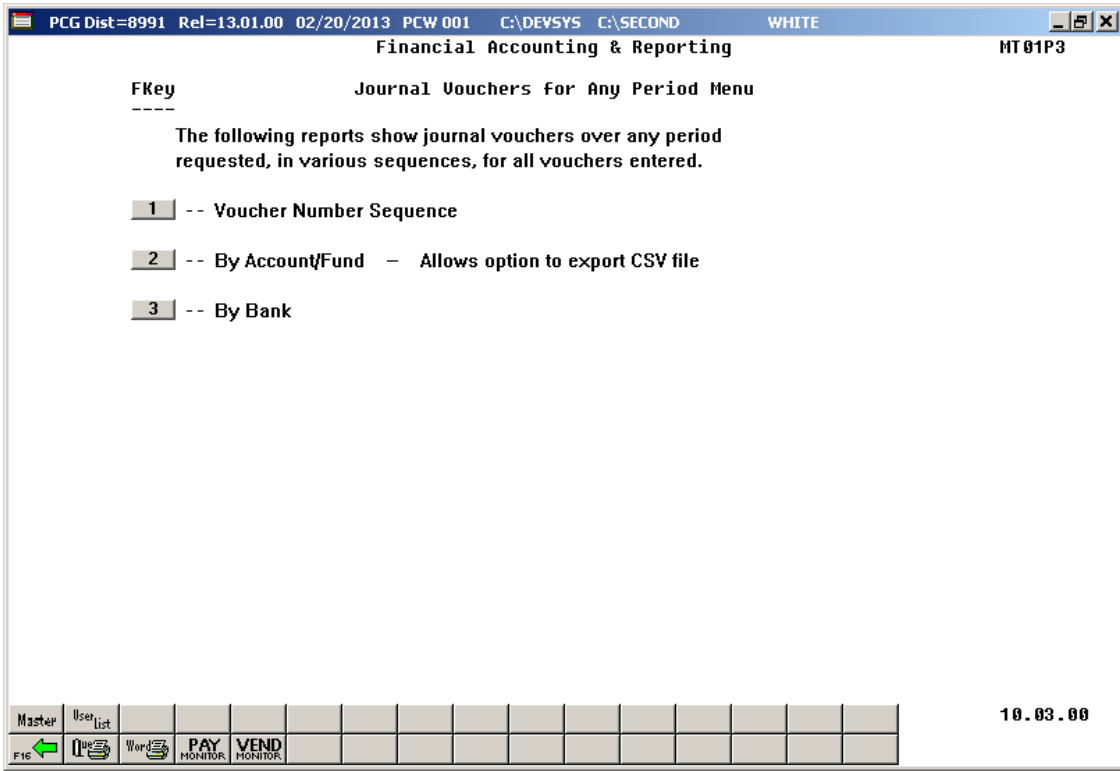 PCG Dist=8991 Rel=13.01.00 02/20/2013 PCW 001 C:\DEVSYS C:\SECOND WHITE
Financial Accounting & Reporting MT01P3
FKey Journal Vouchers for Any Period Menu
----
The following reports show journal vouchers over any period
requested, in various sequences, for all vouchers entered.
1 -- Voucher Number Sequence
2 -- By Account/Fund – Allows option to export CSV file
3 -- By Bank
Master User List 10.03.00
F16 Que Word PAY MONITOR VEND MONITOR